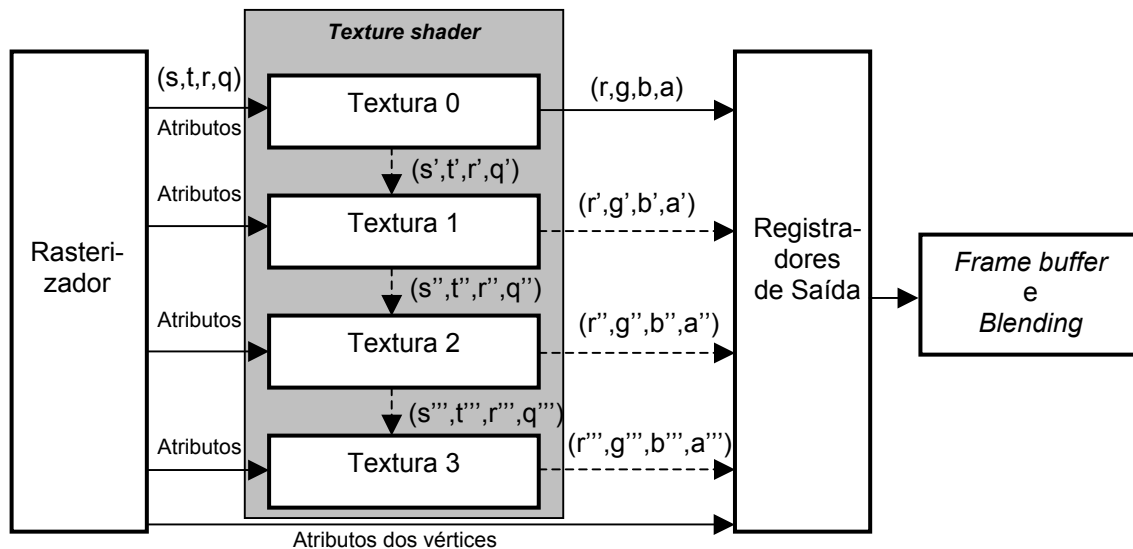 Texture shader
(s,t,r,q)
Textura 0
(r,g,b,a)
Atributos
(s’,t’,r’,q’)
Atributos
Textura 1
(r’,g’,b’,a’)
Rasteri-
zador
Registra-
dores
de Saída
Frame buffer
e
Blending
(s’’,t’’,r’’,q’’)
Atributos
Textura 2
(r’’,g’’,b’’,a’’)
(s’’’,t’’’,r’’’,q’’’)
Atributos
Textura 3
(r’’’,g’’’,b’’’,a’’’)
Atributos dos vértices